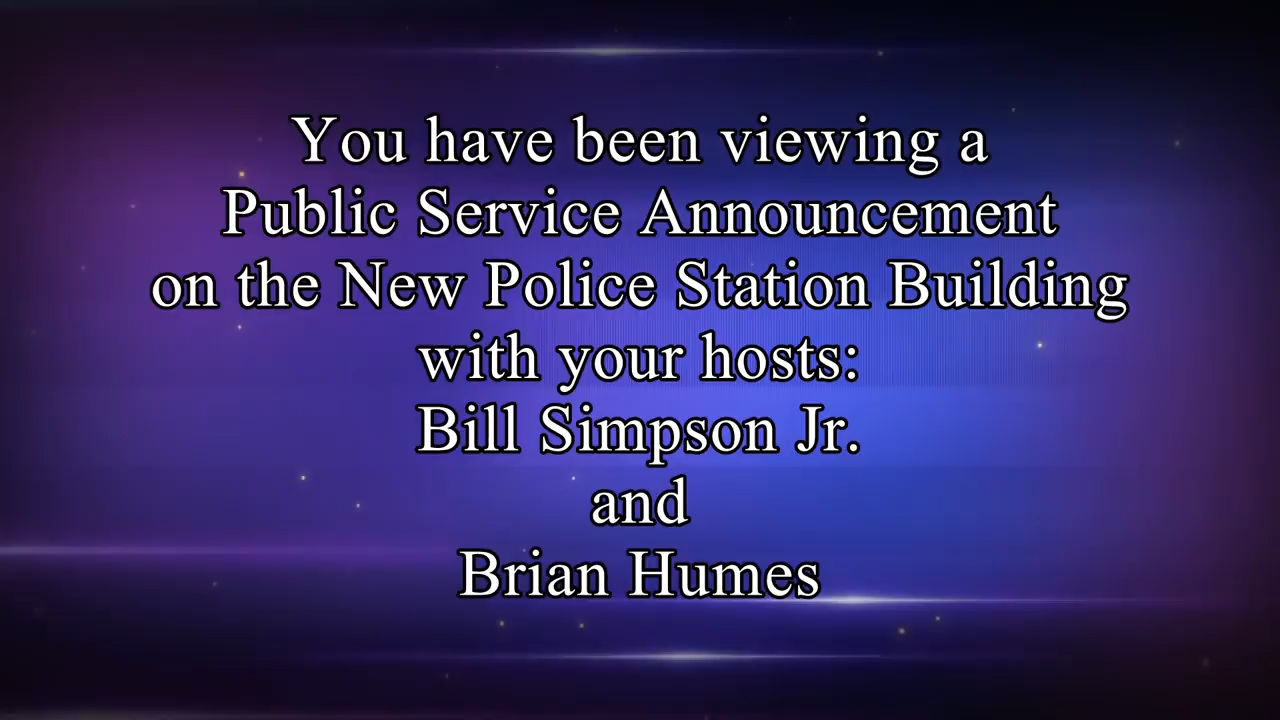 You have been viewing a
Public Service Announcement
on the New Police Station Building
with your hosts:
Bill Simpson Jr.
and
Brian Humes